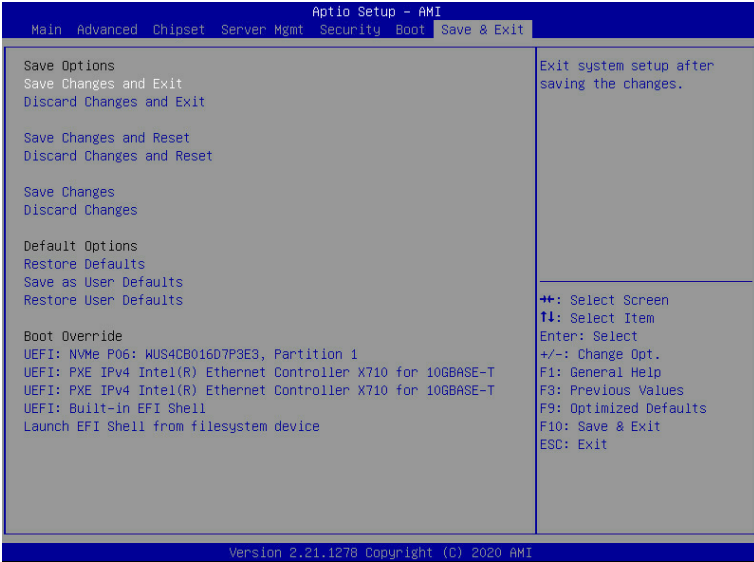 Aptio Setup – AMI
Main Advanced Chipset Server Mgmt Security Boot Save & Exit
Save Options
Save Changes and Exit
Discard Changes and Exit
Save Changes and Reset
Discard Changes and Reset
Save Changes
Discard Changes
Default Options
Restore Defaults
Save as User Defaults
Restore User Defaults
Boot Override
UEFI: NVMe P06: WUS4CB016D7P3E3, Partition 1
UEFI: PXE IPv4 Intel(R) Ethernet Controller X710 for 10GBASE-T
UEFI: PXE IPv4 Intel(R) Ethernet Controller X710 for 10GBASE-T
UEFI: Built-in EFI Shell
Launch EFI Shell from filesystem device
Exit system setup after
saving the changes.
→←: Select Screen
↑↓: Select Item
Enter: Select
+/-: Change Opt.
F1: General Help
F3: Previous Values
F9: Optimized Defaults
F10: Save & Exit
ESC: Exit
Version 2.21.1278 Copyright (C) 2020 AMI